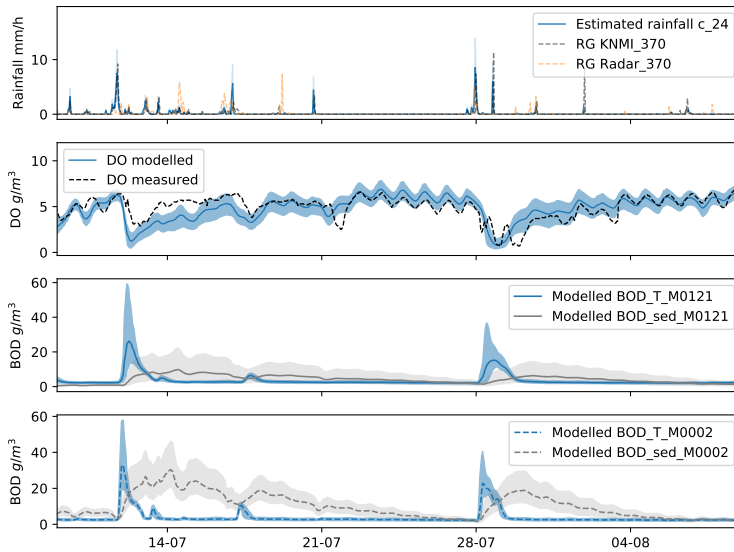 Rainfall mm/h
10
0
Estimated rainfall c_24
RG KNMI_370
RG Radar_370
DO g/m³
10
5
0
DO modelled
DO measured
BOD g/m³
60
40
20
0
Modelled BOD_T_M0121
Modelled BOD_sed_M0121
BOD g/m³
60
40
20
0
Modelled BOD_T_M0002
Modelled BOD_sed_M0002
14-07 21-07 28-07 04-08